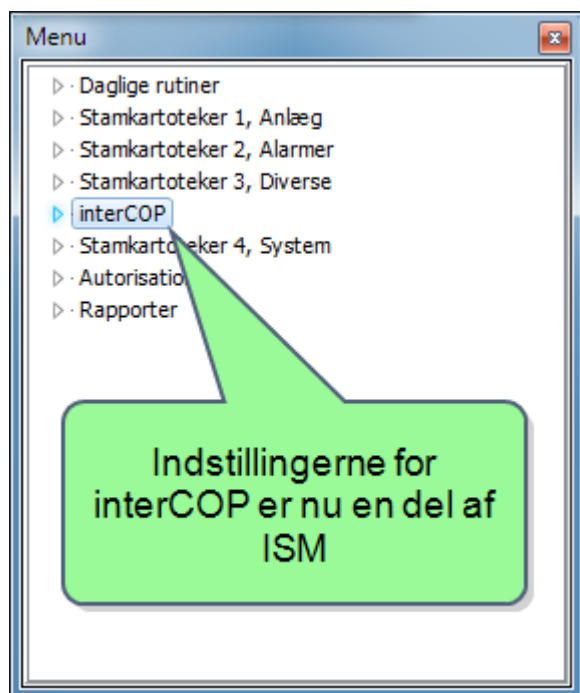 Menu
Daglige rutiner
Stamkartoteker 1, Anlæg
Stamkartoteker 2, Alarmer
Stamkartoteker 3, Diverse
interCOP
Stamkartoteker 4, System
Autorisation
Rapporter
Indstillingerne for
interCOP er nu en del af
ISM